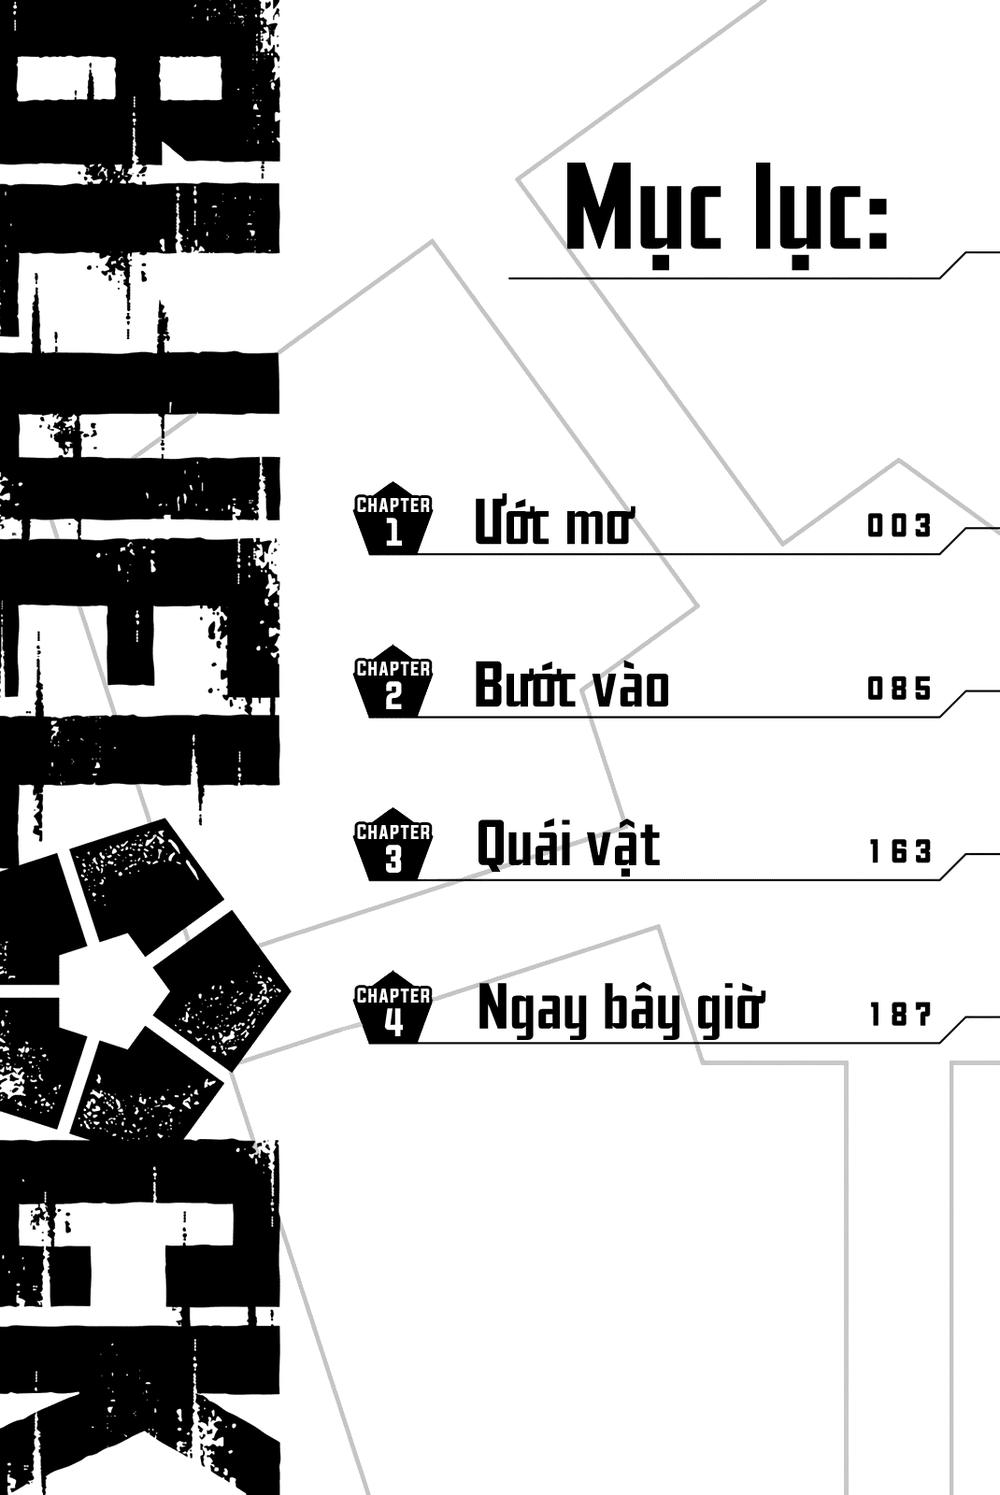 BLUELOCK
Mục lục:
CHAPTER 1 Ước mơ 003
CHAPTER 2 Bước vào 085
CHAPTER 3 Quái vật 163
CHAPTER 4 Ngay bây giờ 187